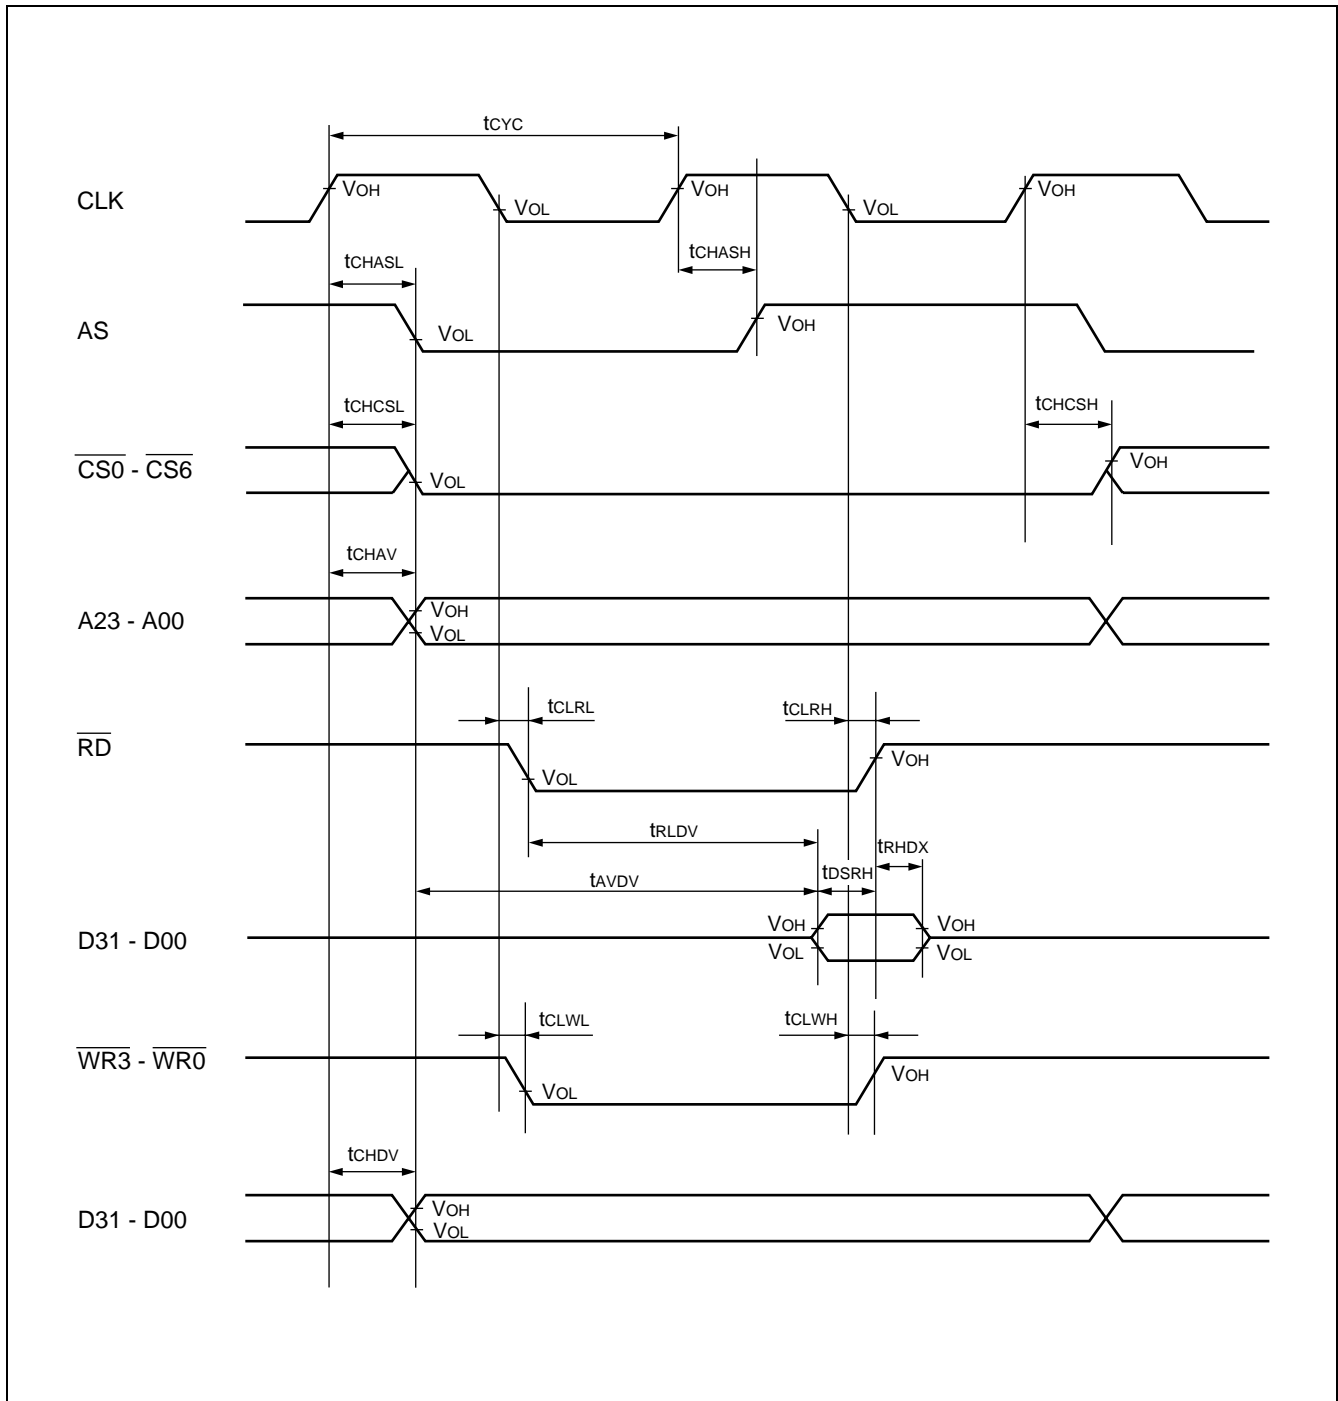 tCYC
CLK
VOH
VOL
VOH
VOL
VOH
tCHASL
tCHASH
AS
VOL
VOH
tCHCSL
tCHCSH
CS0 - CS6
VOL
VOH
tCHAV
A23 - A00
VOH
VOL
tCLRL
tCLRH
RD
VOL
VOH
tRLDV
tRHDX
tAVDV
tDSRH
D31 - D00
VOH
VOL
VOH
VOL
tCLWL
tCLWH
WR3 - WR0
VOL
VOH
tCHDV
D31 - D00
VOH
VOL